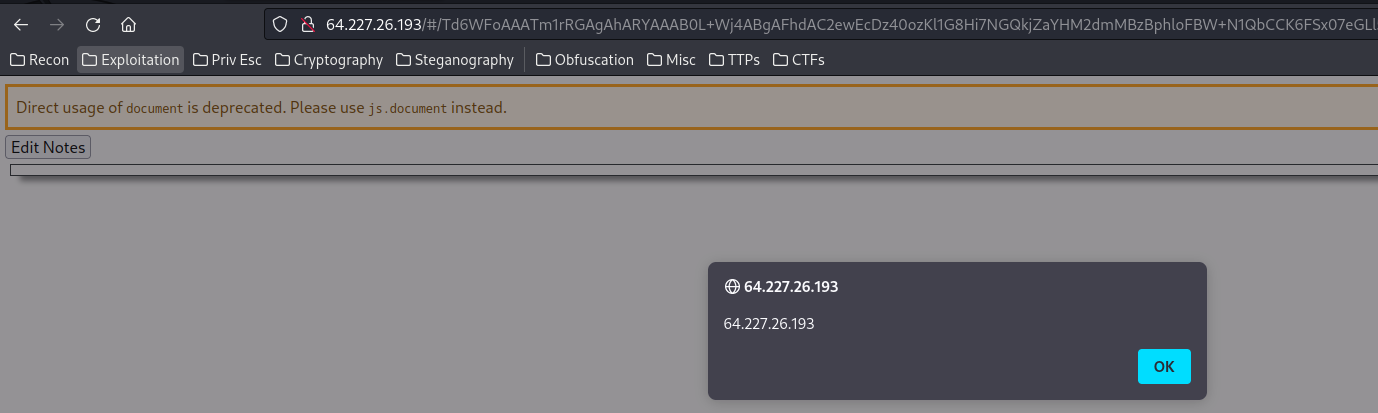 64.227.26.193/#/Td6WFoAAATm1rRGAgAhARYAAAB0L+Wj4ABgAFhdAC2ewEcDz40ozKl1G8Hi7NGQkjZaYHM2dmMBzBphloFBW+N1QbCCK6FSx07eGLl
Recon Exploitation Priv Esc Cryptography Steganography Obfuscation Misc TTPs CTFs
Direct usage of document is deprecated. Please use js.document instead.
Edit Notes
64.227.26.193
64.227.26.193
OK